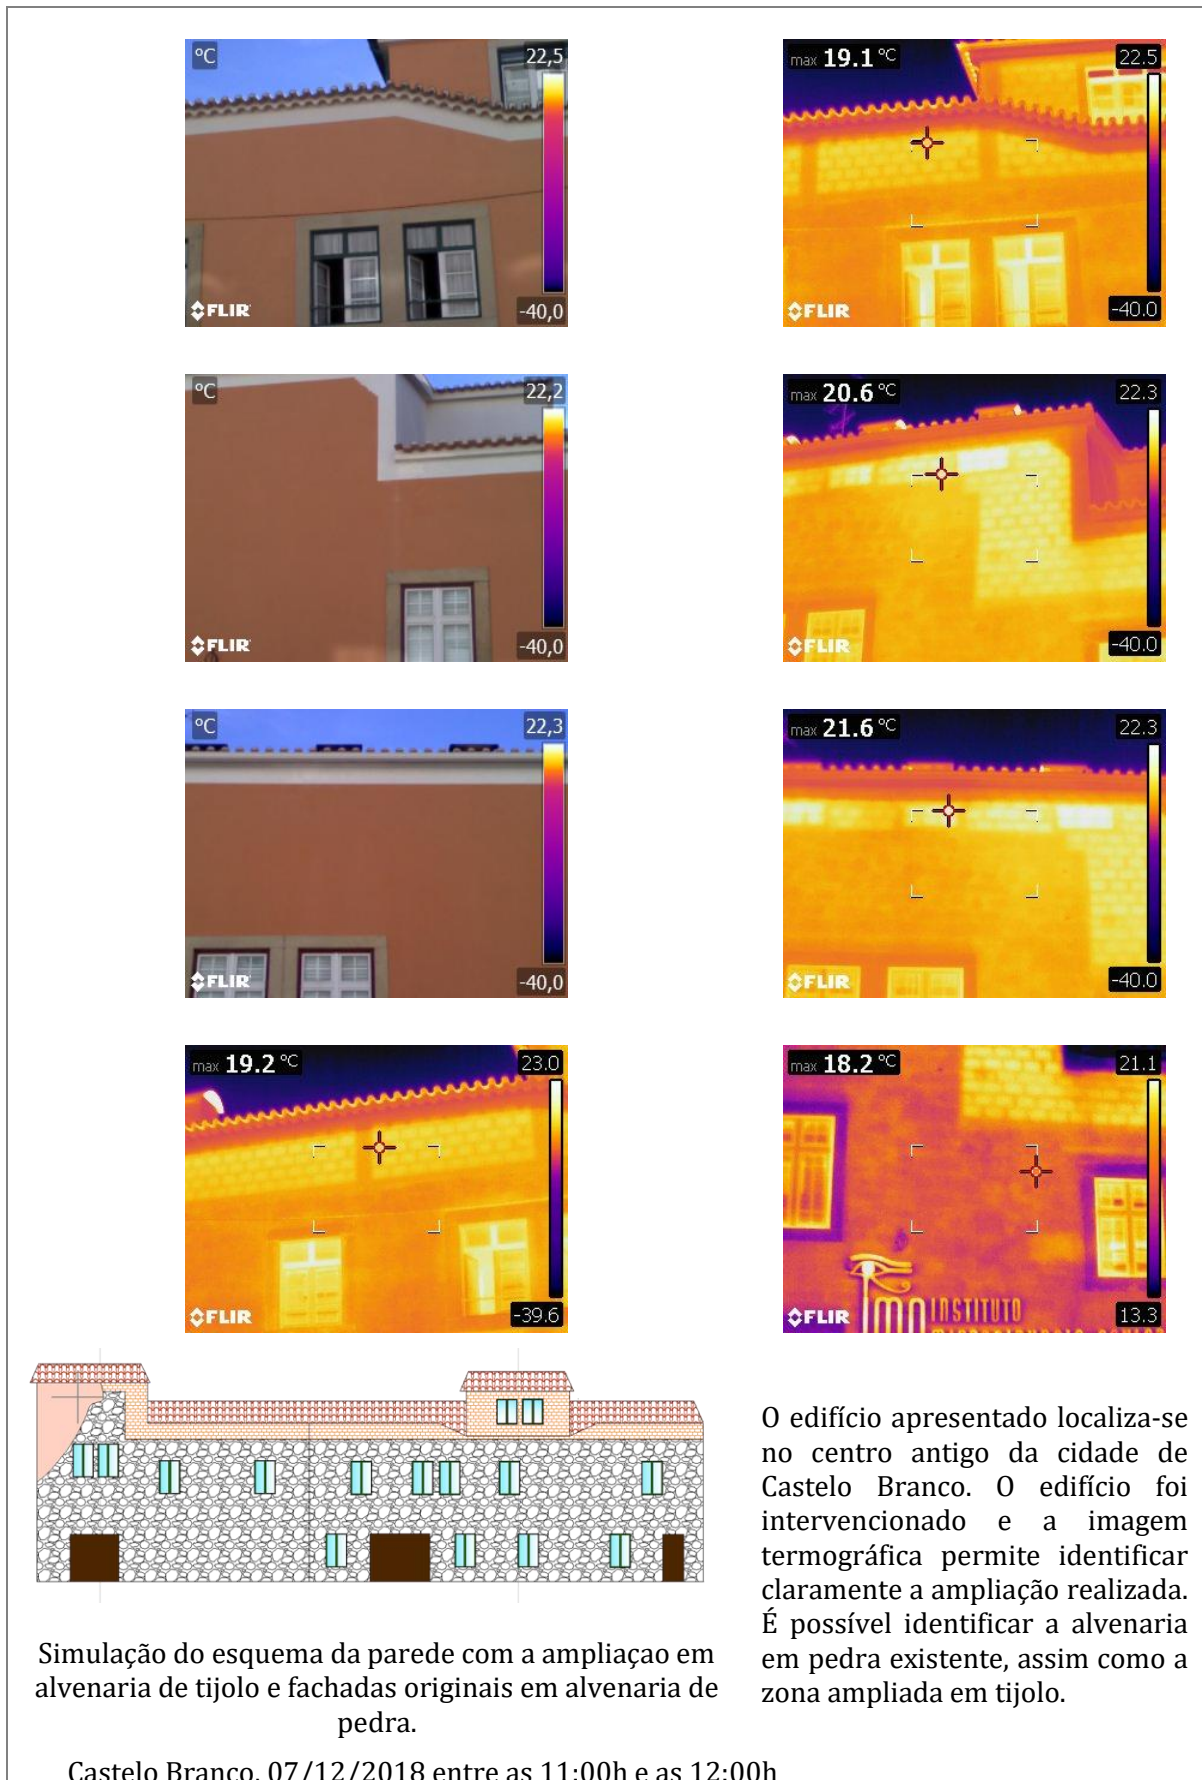 °C
22,5
FLIR
-40,0
max 19.1 °C
22.5
FLIR
-40.0
°C
22,2
FLIR
-40,0
max 20.6 °C
22.3
FLIR
-40.0
°C
22,3
FLIR
-40,0
max 21.6 °C
22.3
FLIR
-40.0
max 19.2 °C
23.0
FLIR
-39.6
max 18.2 °C
21.1
imo INSTITUTO
FLIR
13.3
O edifício apresentado localiza-se
no centro antigo da cidade de
Castelo Branco. O edifício foi
intervencionado e a imagem
termográfica permite identificar
claramente a ampliação realizada.
É possível identificar a alvenaria
em pedra existente, assim como a
zona ampliada em tijolo.
Simulação do esquema da parede com a ampliaçao em
alvenaria de tijolo e fachadas originais em alvenaria de
pedra.
Castelo Branco, 07/12/2018 entre as 11:00h e as 12:00h